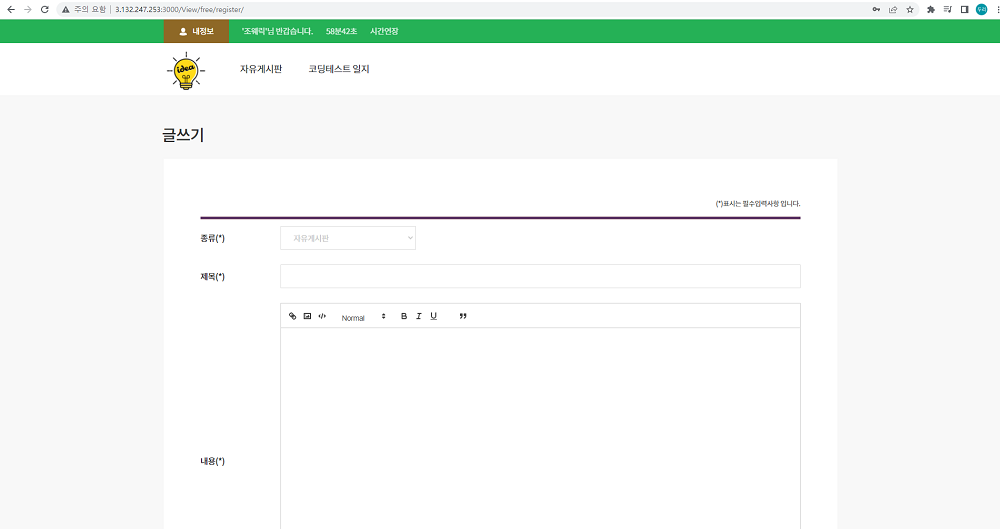 주의 요함 3.132.247.253:3000/View/free/register/
내정보 '조웨릭'님 반갑습니다. 58분42초 시간연장
idea 자유게시판 코딩테스트 일지
글쓰기
(*)표시는 필수입력사항 입니다.
종류(*) 자유게시판
제목(*)
Normal B I U
내용(*)